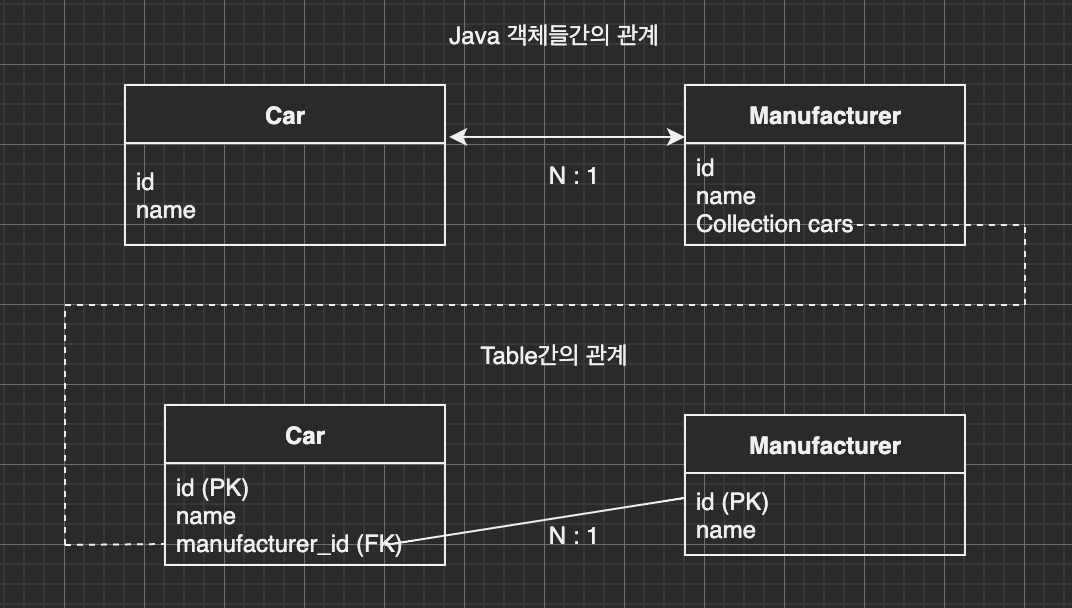 Java 객체들간의 관계
Car
Manufacturer
N : 1
id
name
id
name
Collection cars
Table간의 관계
Car
Manufacturer
id (PK)
name
manufacturer_id (FK)
N : 1
id (PK)
name